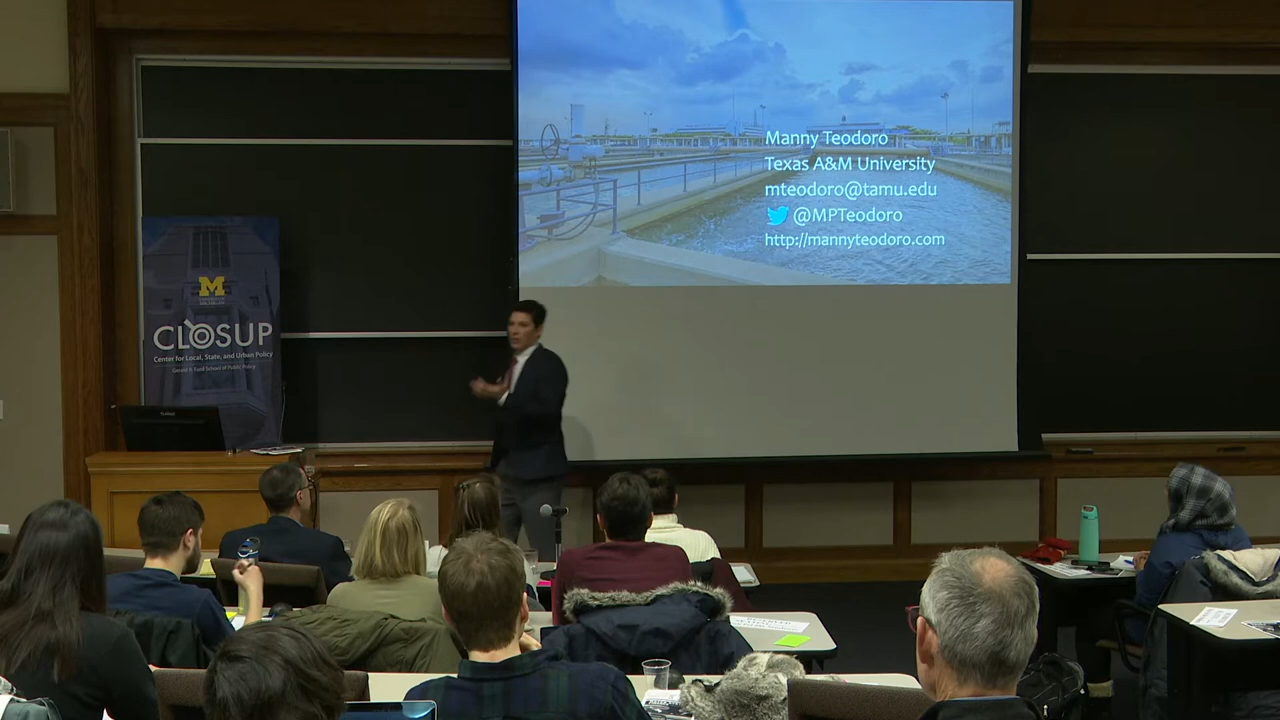 Manny Teodoro
Texas A&M University
mteodoro@tamu.edu
@MPTeodoro
http://mannyteodoro.com
M
CLOSUP
Center for Local, State, and Urban Policy
Gerald R. Ford School of Public Policy